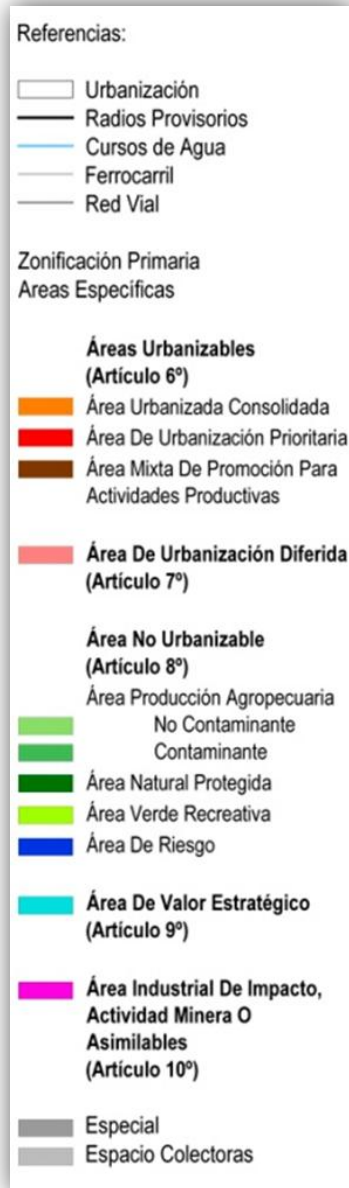 Referencias:
Urbanización
Radios Provisorios
Cursos de Agua
Ferrocarril
Red Vial
Zonificación Primaria
Areas Específicas
Áreas Urbanizables
(Artículo 6º)
Área Urbanizada Consolidada
Área De Urbanización Prioritaria
Área Mixta De Promoción Para
Actividades Productivas
Área De Urbanización Diferida
(Artículo 7º)
Área No Urbanizable
(Artículo 8º)
Área Producción Agropecuaria
No Contaminante
Contaminante
Área Natural Protegida
Área Verde Recreativa
Área De Riesgo
Área De Valor Estratégico
(Artículo 9º)
Área Industrial De Impacto,
Actividad Minera O
Asimilables
(Artículo 10º)
Especial
Espacio Colectoras